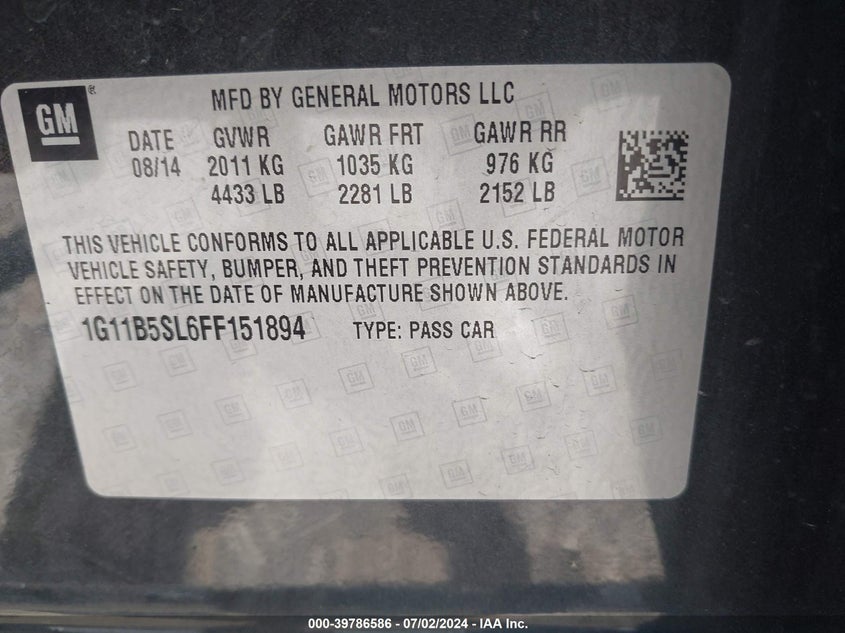 GM
MFD BY GENERAL MOTORS LLC
DATE GVWR GAWR FRT GAWR RR
08/14 2011 KG 1035 KG 976 KG
4433 LB 2281 LB 2152 LB
THIS VEHICLE CONFORMS TO ALL APPLICABLE U.S. FEDERAL MOTOR
VEHICLE SAFETY, BUMPER, AND THEFT PREVENTION STANDARDS IN
EFFECT ON THE DATE OF MANUFACTURE SHOWN ABOVE.
1G11B5SL6FF151894 TYPE: PASS CAR
000-39786586 - 07/02/2024 - IAA Inc.